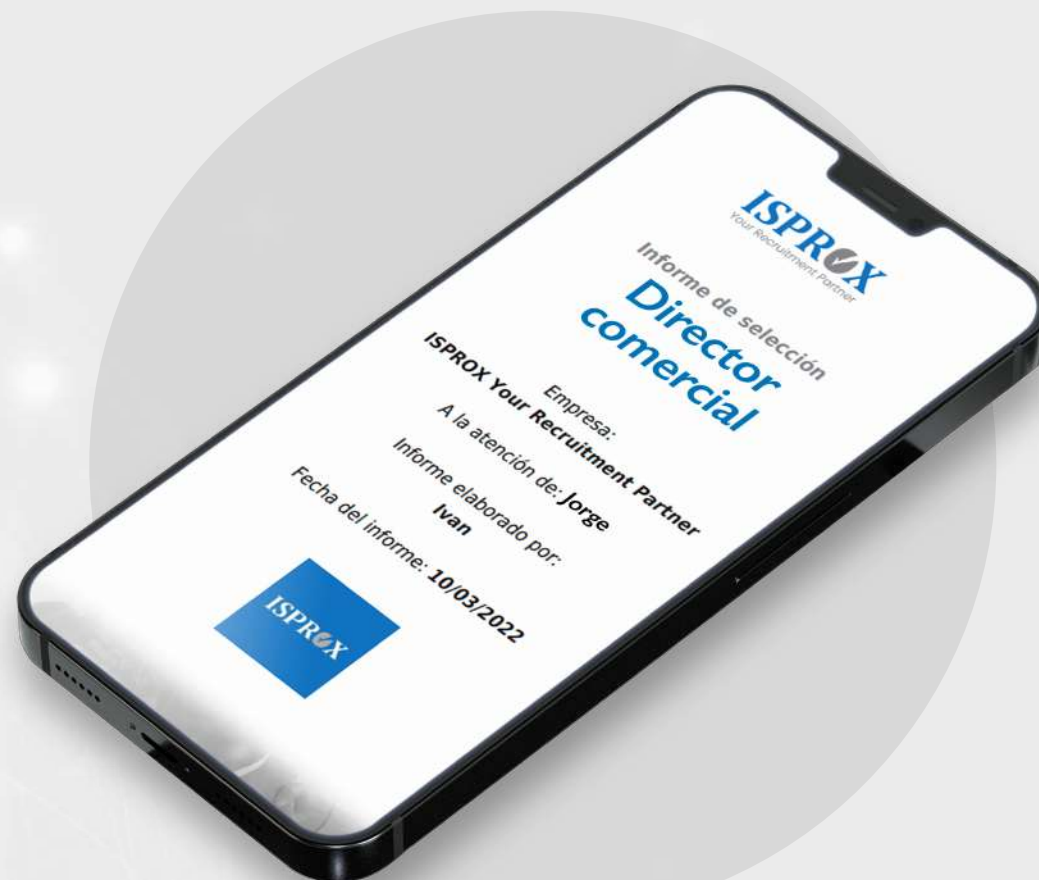 ISPROX
Your Recruitment Partner
Informe de selección
Director
comercial
Empresa:
ISPROX Your Recruitment Partner
A la atención de: Jorge
Informe elaborado por:
Ivan
Fecha del informe: 10/03/2022
ISPROX